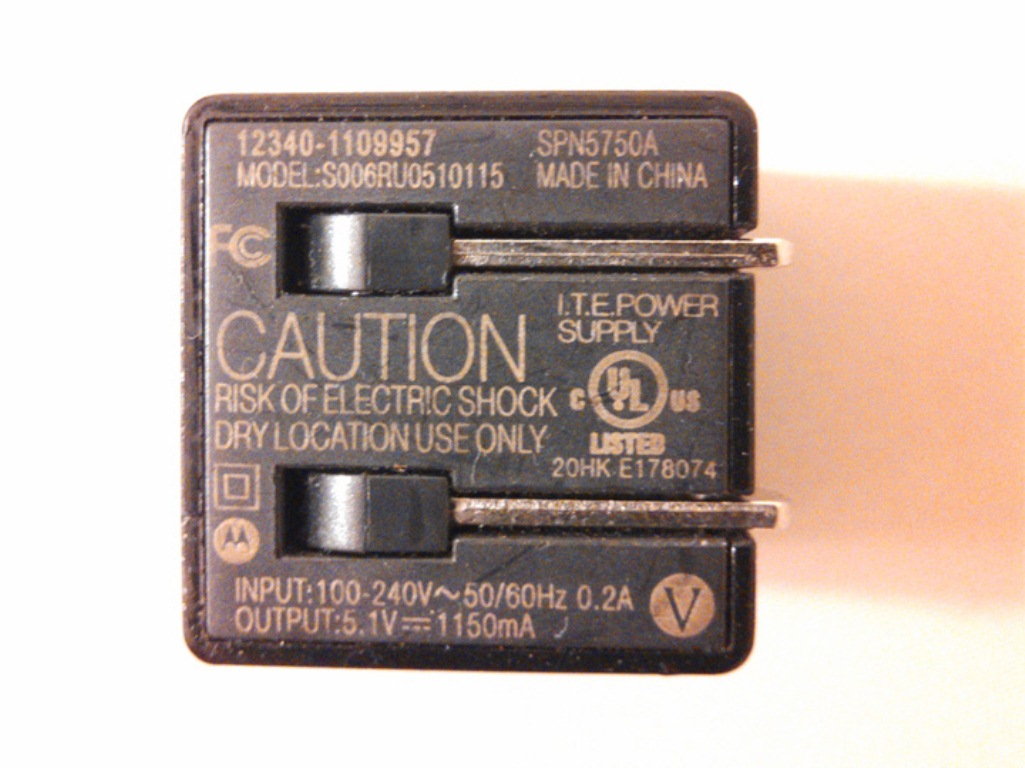 12340-1109957 SPN5750A
MODEL:S006RU0510115 MADE IN CHINA
FC
I.T.E.POWER
SUPPLY
CAUTION
RISK OF ELECTRIC SHOCK
DRY LOCATION USE ONLY
UL
C US
LISTED
20HK E178074
INPUT:100-240V~50/60Hz 0.2A
OUTPUT:5.1V⎓1150mA
V